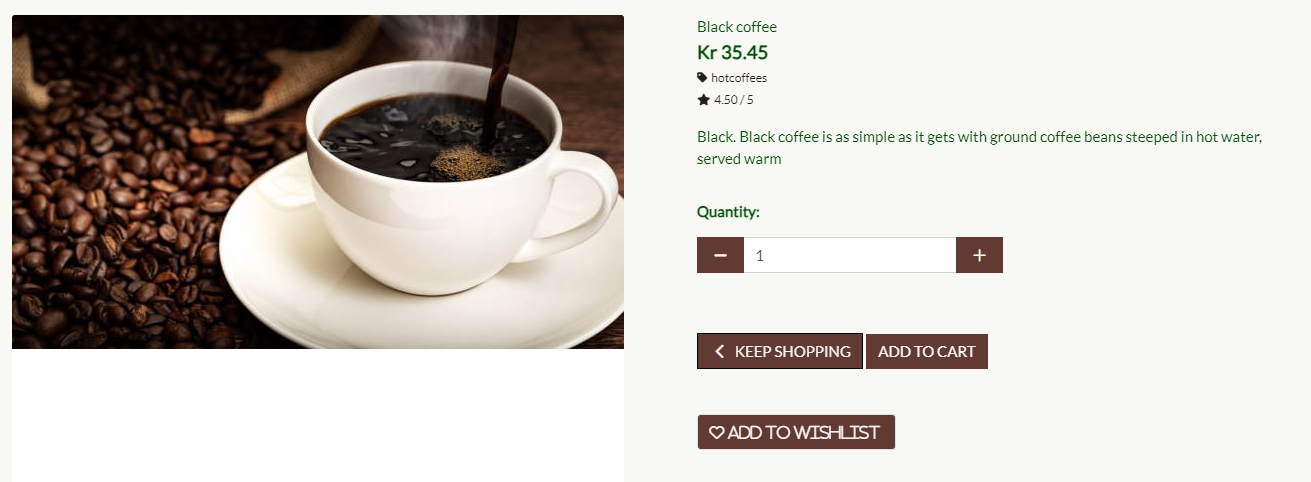 Black coffee
Kr 35.45
hotcoffees
4.50 / 5
Black. Black coffee is as simple as it gets with ground coffee beans steeped in hot water,
served warm
Quantity:
1
KEEP SHOPPING ADD TO CART
ADD TO WISHLIST